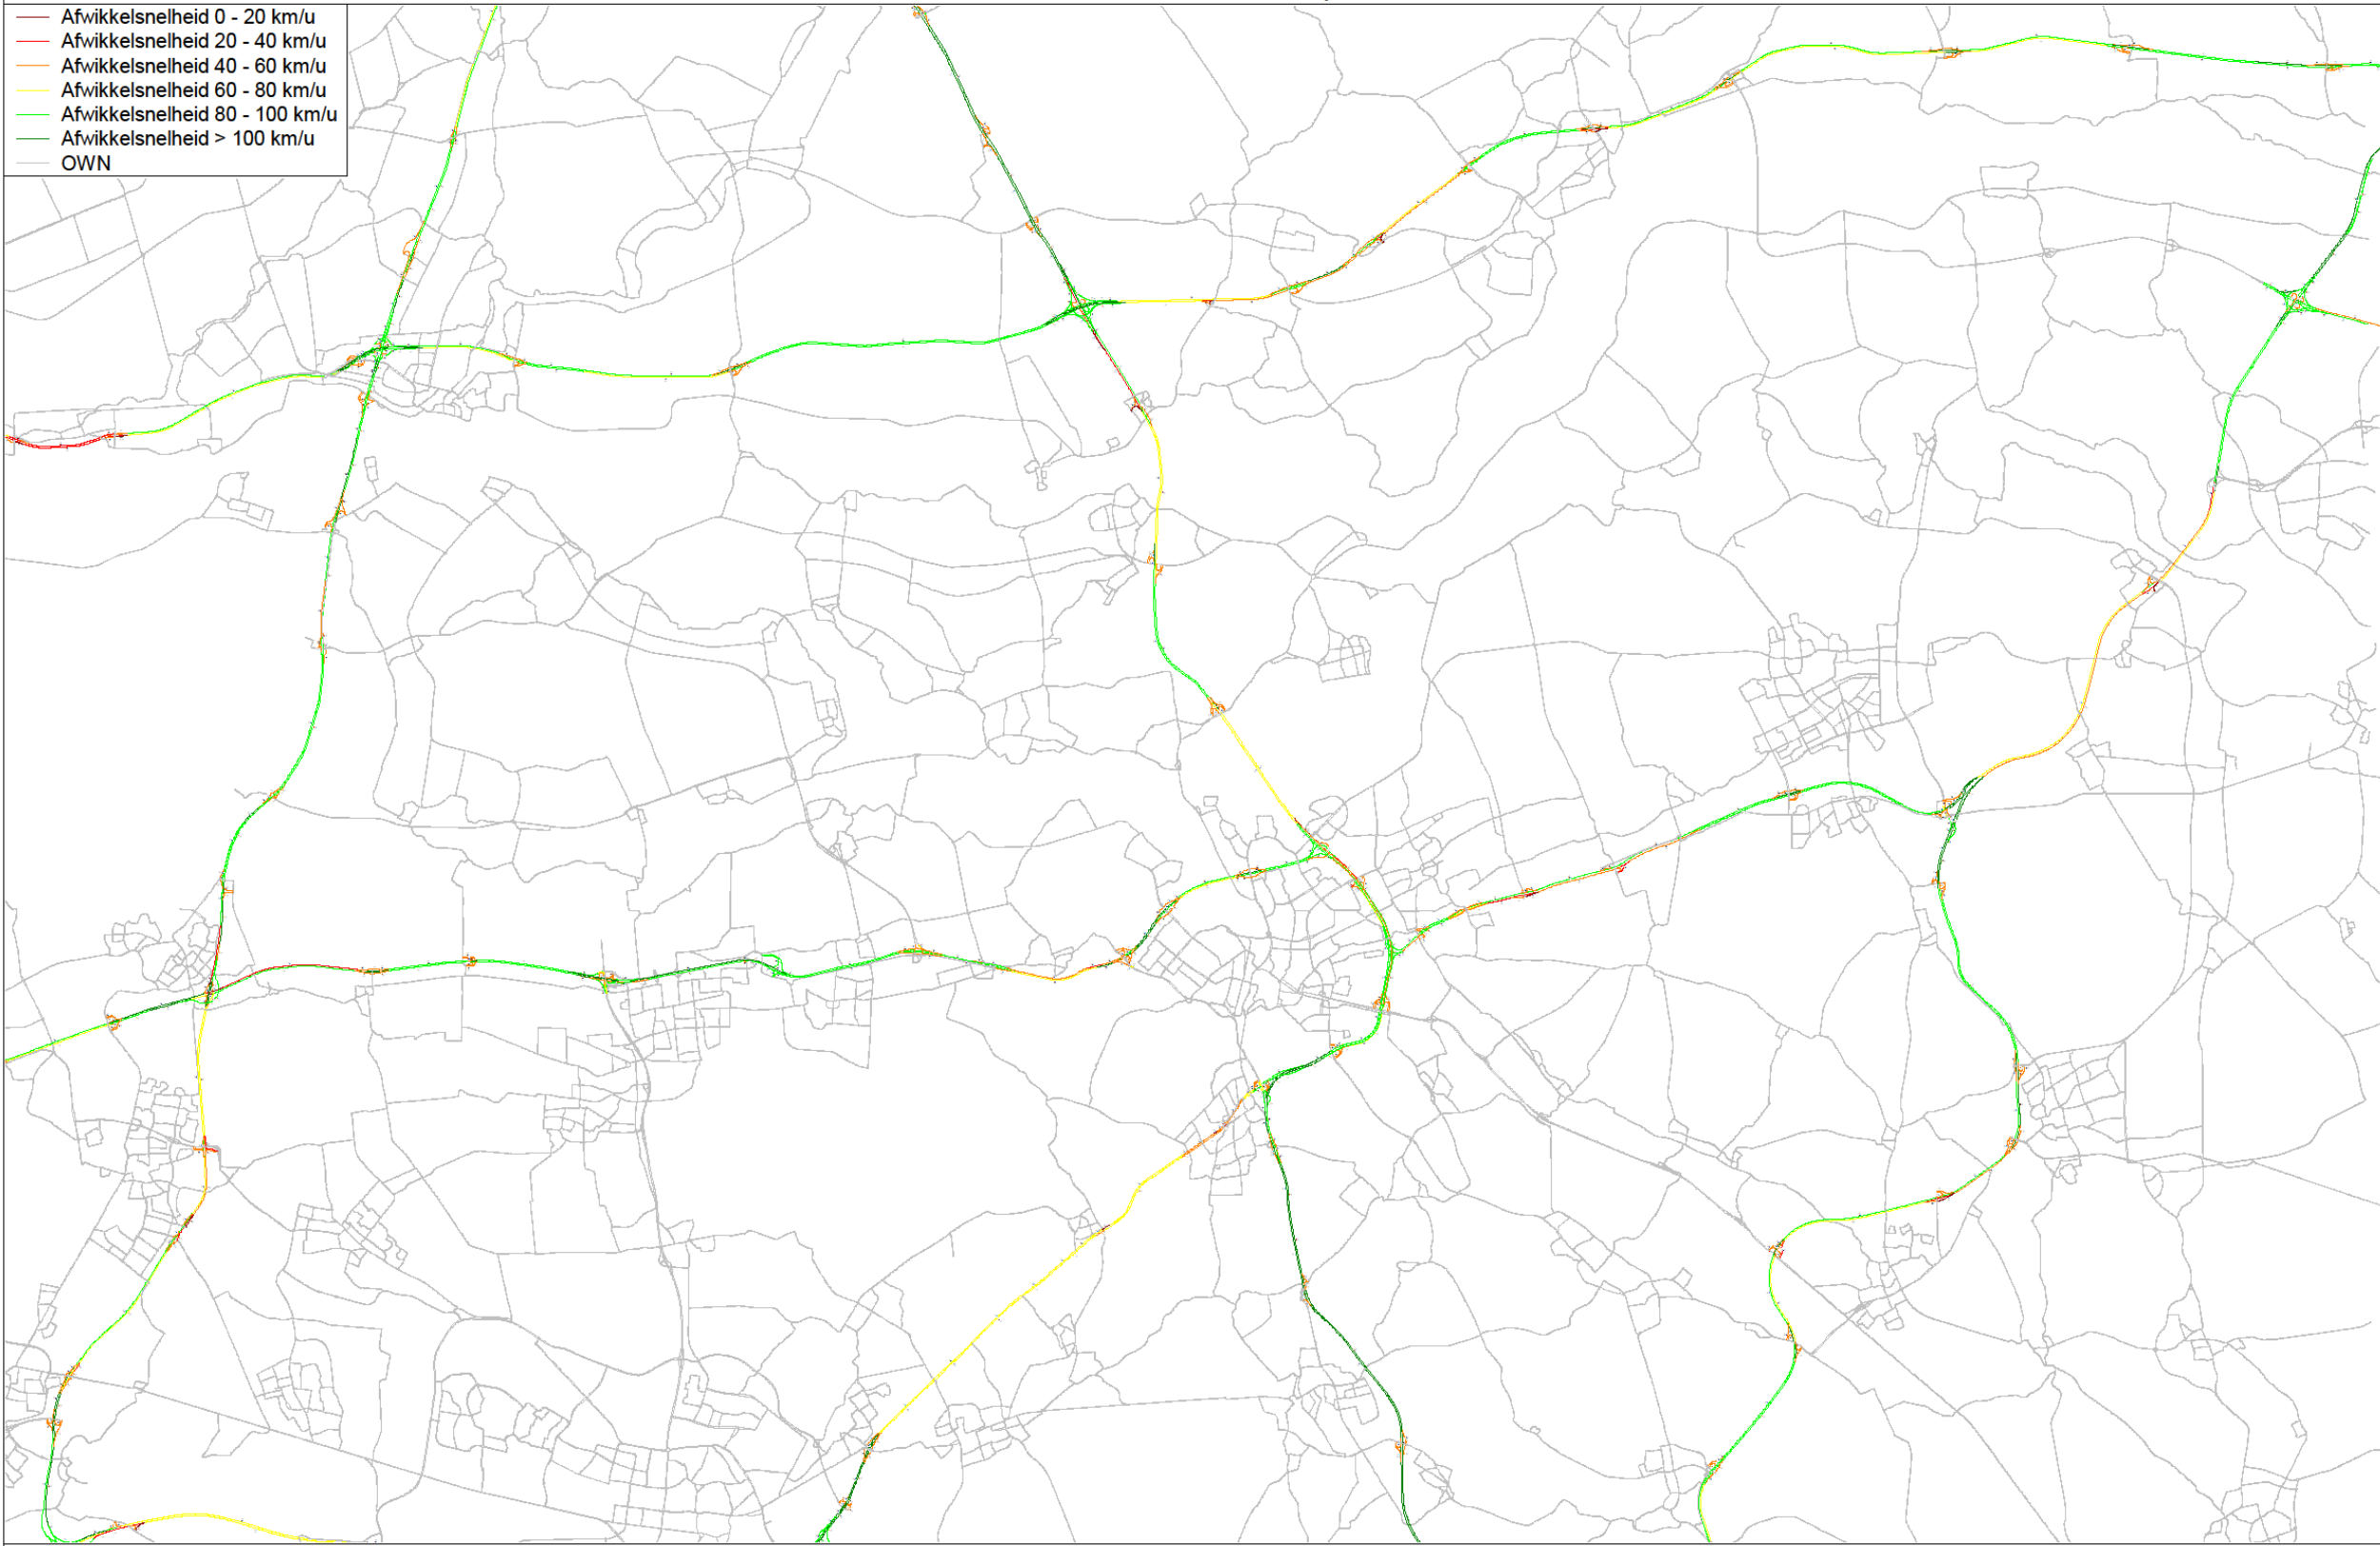 Afwikkelsnelheid 0 - 20 km/u
Afwikkelsnelheid 20 - 40 km/u
Afwikkelsnelheid 40 - 60 km/u
Afwikkelsnelheid 60 - 80 km/u
Afwikkelsnelheid 80 - 100 km/u
Afwikkelsnelheid > 100 km/u
OWN